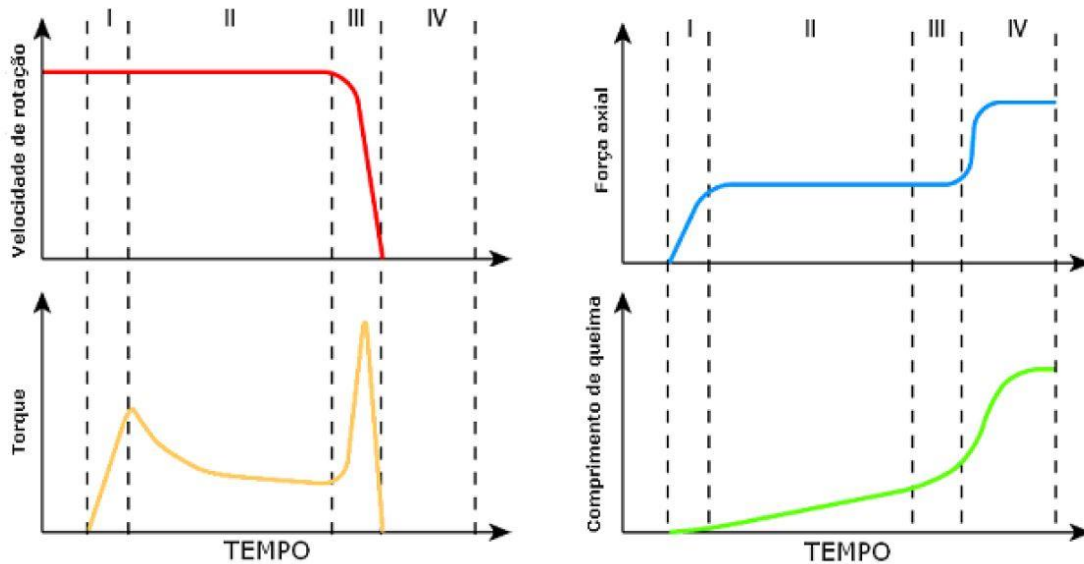 I II III IV
Velocidade de rotação
Torque
TEMPO
I II III IV
Força axial
Comprimento de queima
TEMPO